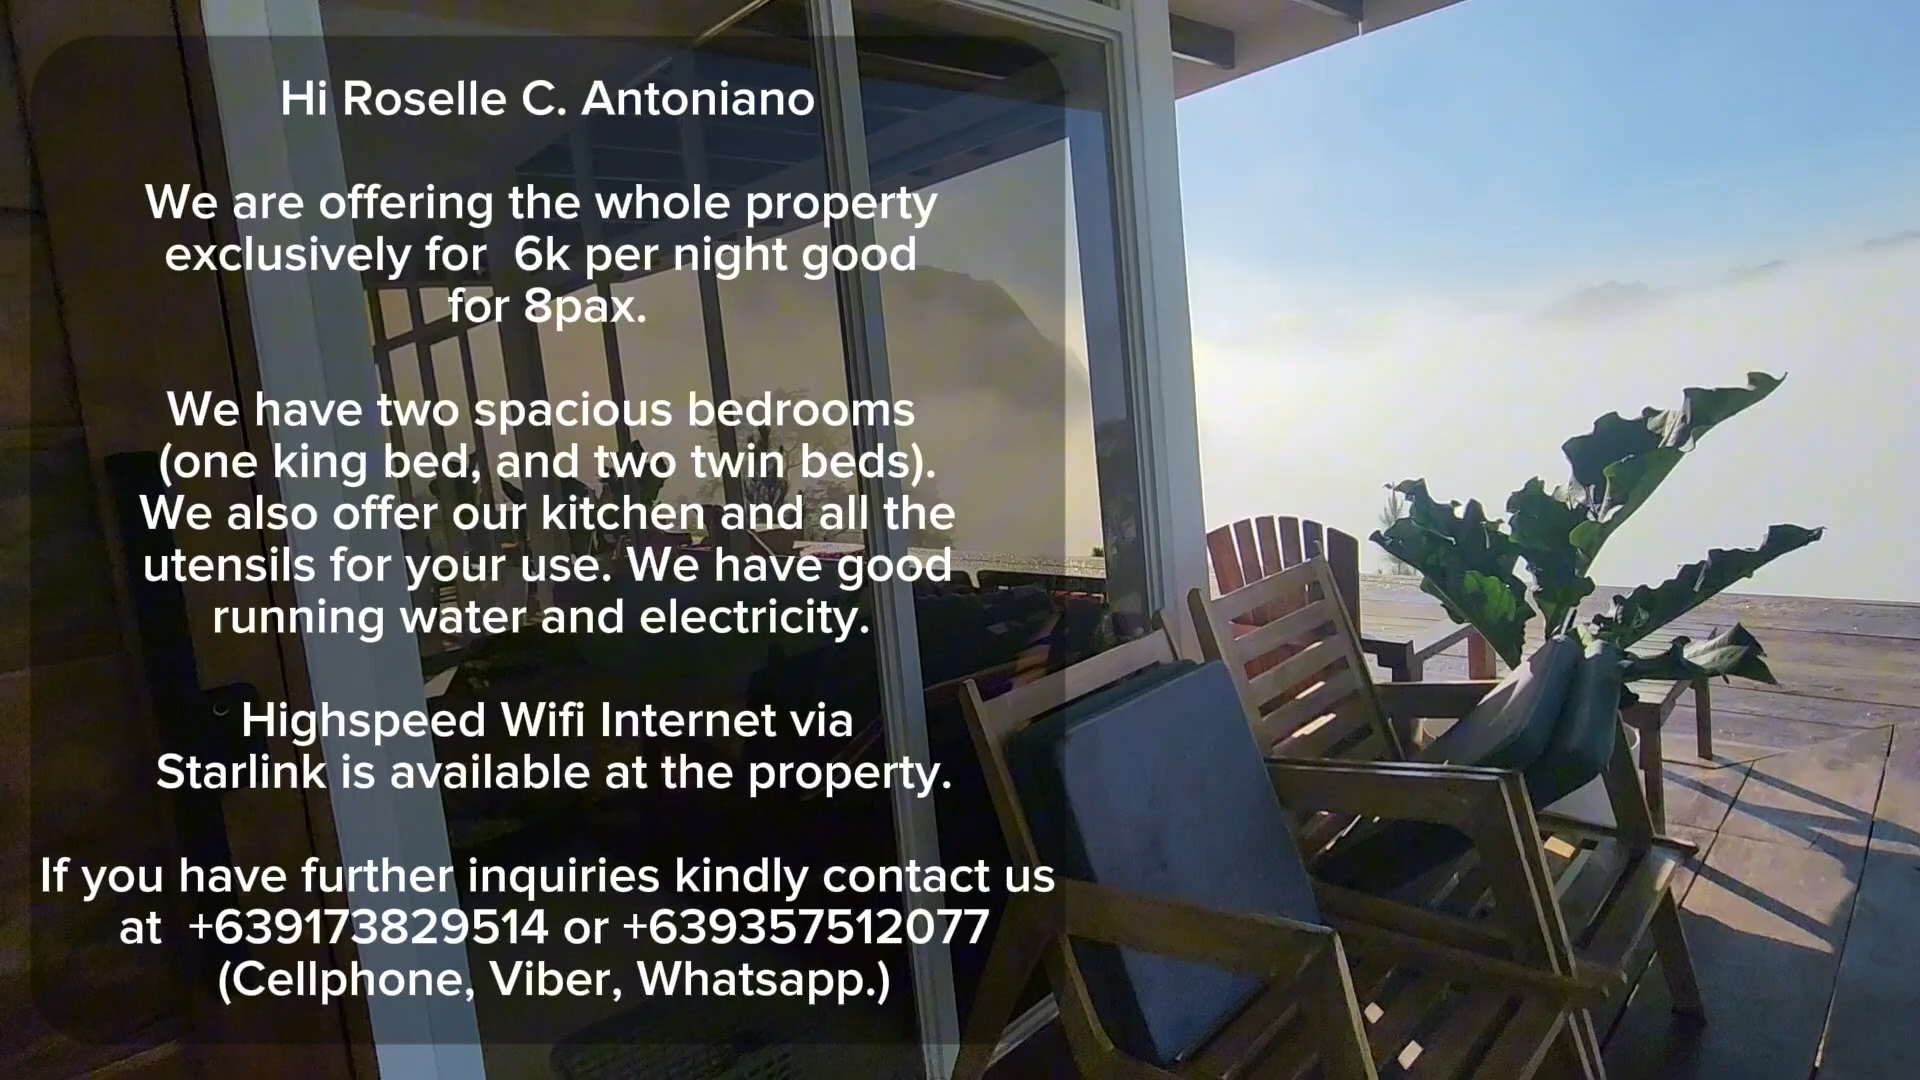 Hi Roselle C. Antoniano
We are offering the whole property
exclusively for  6k per night good
for 8pax.
We have two spacious bedrooms
(one king bed, and two twin beds).
We also offer our kitchen and all the
utensils for your use. We have good
running water and electricity.
Highspeed Wifi Internet via
Starlink is available at the property.
If you have further inquiries kindly contact us
at  +639173829514 or +639357512077
(Cellphone, Viber, Whatsapp.)